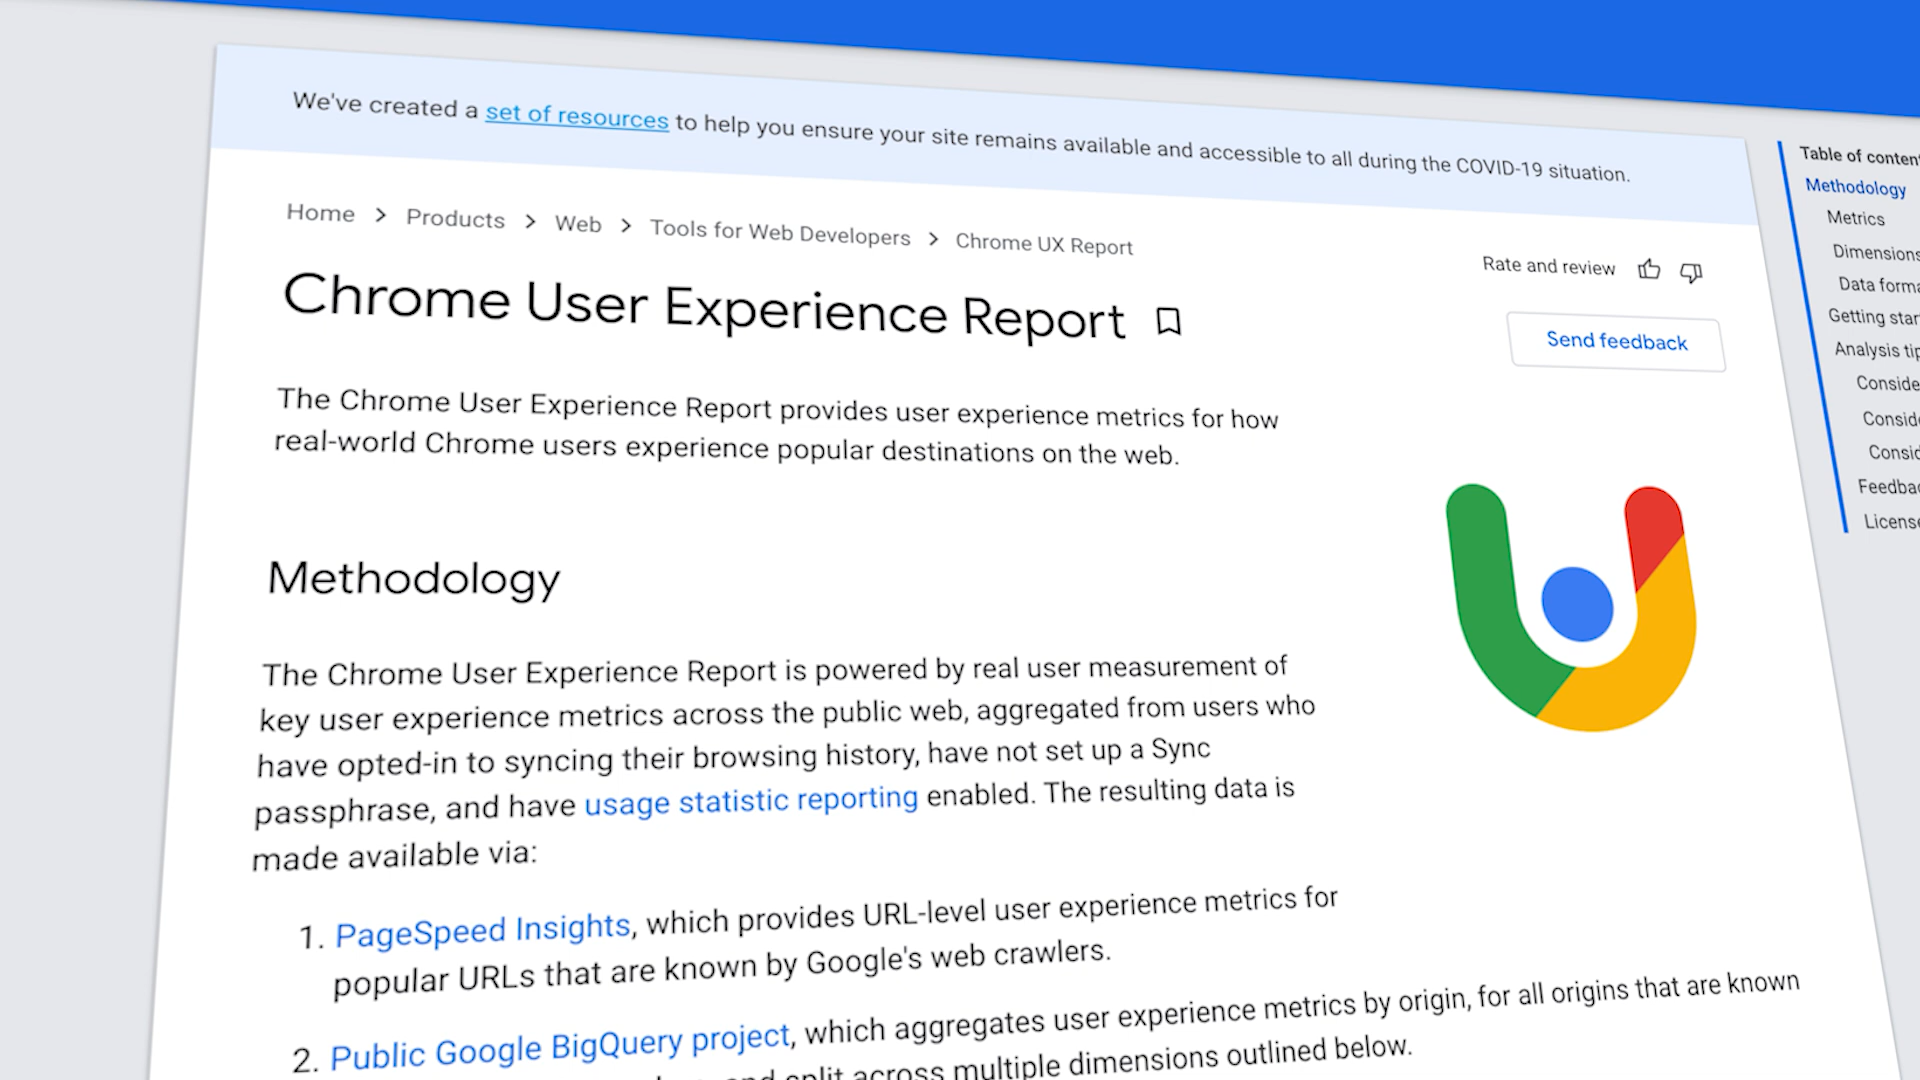 We've created a set of resources to help you ensure your site remains available and accessible to all during the COVID-19 situation.
Home > Products > Web > Tools for Web Developers > Chrome UX Report
Rate and review
Chrome User Experience Report
Send feedback
The Chrome User Experience Report provides user experience metrics for how
real-world Chrome users experience popular destinations on the web.
Methodology
The Chrome User Experience Report is powered by real user measurement of
key user experience metrics across the public web, aggregated from users who
have opted-in to syncing their browsing history, have not set up a Sync
passphrase, and have usage statistic reporting enabled. The resulting data is
made available via:
1. PageSpeed Insights, which provides URL-level user experience metrics for
popular URLs that are known by Google's web crawlers.
2. Public Google BigQuery project, which aggregates user experience metrics by origin, for all origins that are known
and split across multiple dimensions outlined below.
Table of
Methodology
Metrics
Dimensions
Data
Getting
Analysis